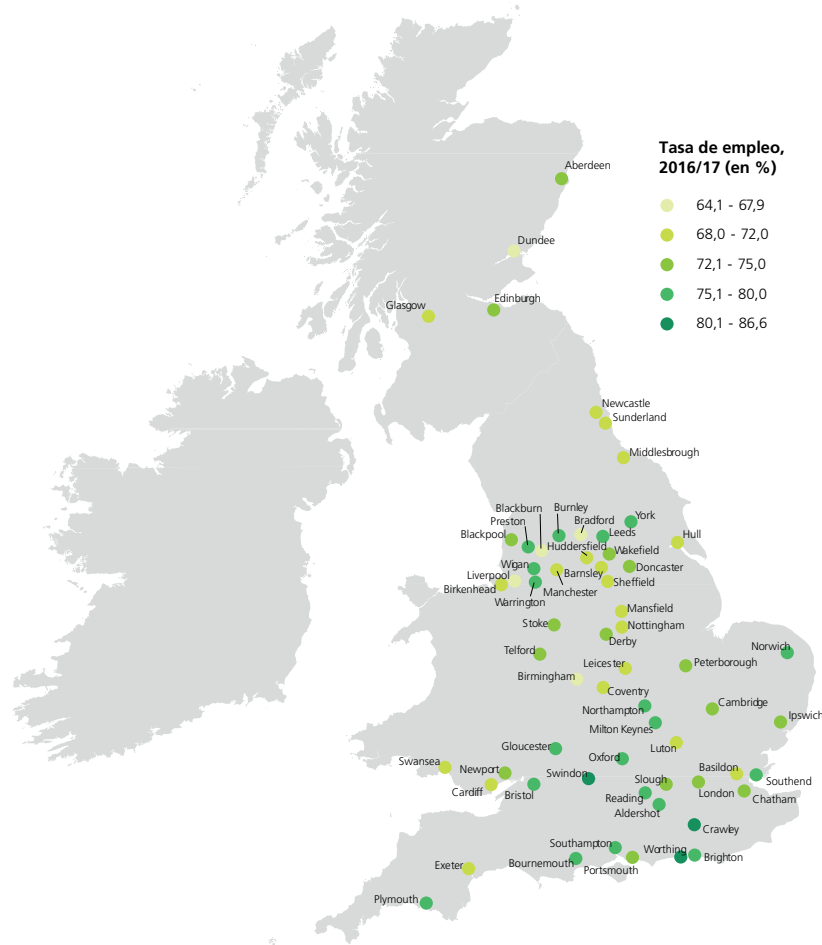 Aberdeen
Tasa de empleo,
2016/17 (en %)
64,1 - 67,9
68,0 - 72,0
72,1 - 75,0
75,1 - 80,0
80,1 - 86,6
Dundee
Edinburgh
Glasgow
Newcastle
Sunderland
Middlesbrough
Blackburn
Burnley
Preston
Bradford
York
Blackpool
Leeds
Hull
Huddersfield
Wakefield
Wigan
Doncaster
Liverpool
Barnsley
Sheffield
Birkenhead
Manchester
Warrington
Mansfield
Stoke
Nottingham
Derby
Telford
Norwich
Leicester
Peterborough
Birmingham
Coventry
Cambridge
Northampton
Ipswich
Milton Keynes
Gloucester
Luton
Oxford
Swansea
Newport
Swindon
Basildon
Slough
Southend
Cardiff
Bristol
Reading
London
Chatham
Aldershot
Crawley
Southampton
Worthing
Bournemouth
Brighton
Portsmouth
Exeter
Plymouth